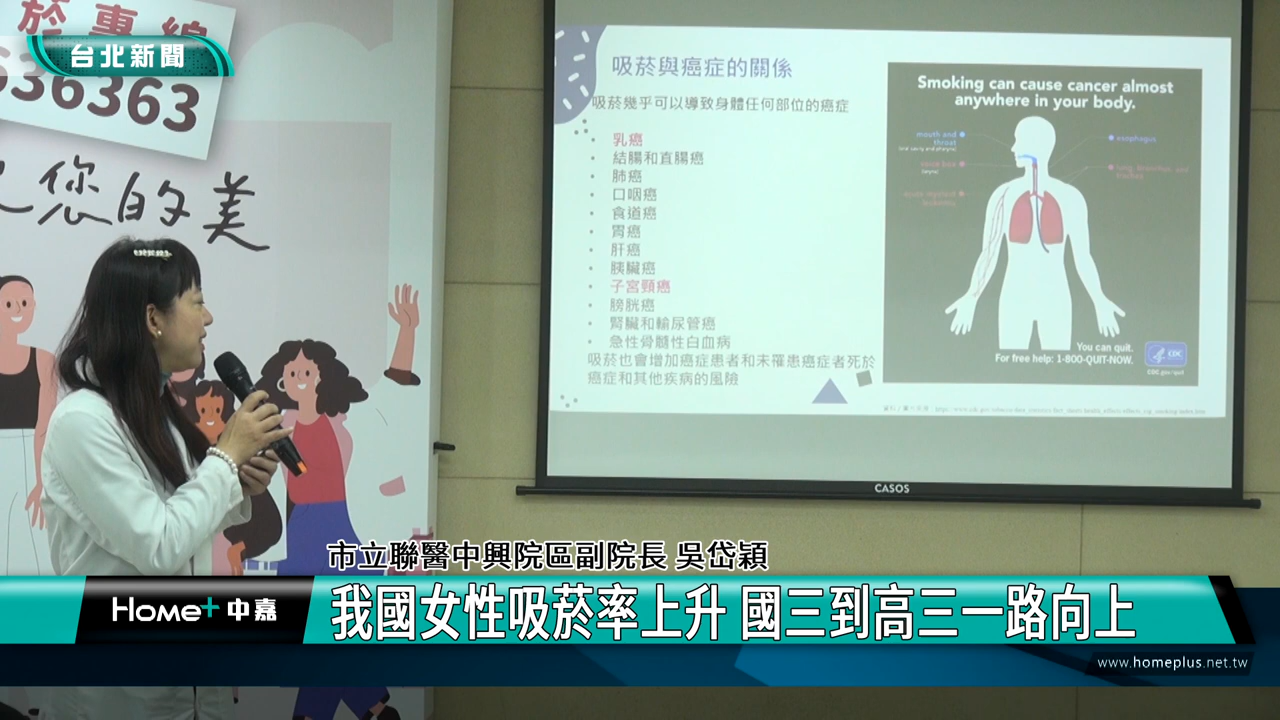 菸專線
台北新聞
636363
您的美
吸菸與癌症的關係
吸菸幾乎可以導致身體任何部位的癌症
• 乳癌
• 結腸和直腸癌
• 肺癌
• 口咽癌
• 食道癌
• 胃癌
• 肝癌
• 胰臟癌
• 子宮頸癌
• 膀胱癌
• 腎臟和輸尿管癌
• 急性骨髓性白血病
吸菸也會增加癌症患者和未罹患癌症者死於
癌症和其他疾病的風險
Smoking can cause cancer almost
anywhere in your body.
mouth and
throat
esophagus
You can quit.
For free help: 1-800-QUIT-NOW.
CDC
CDC.gov/quit
CASOS
市立聯醫中興院區副院長 吳岱穎
Home+ 中嘉
我國女性吸菸率上升 國三到高三一路向上
www.homeplus.net.tw